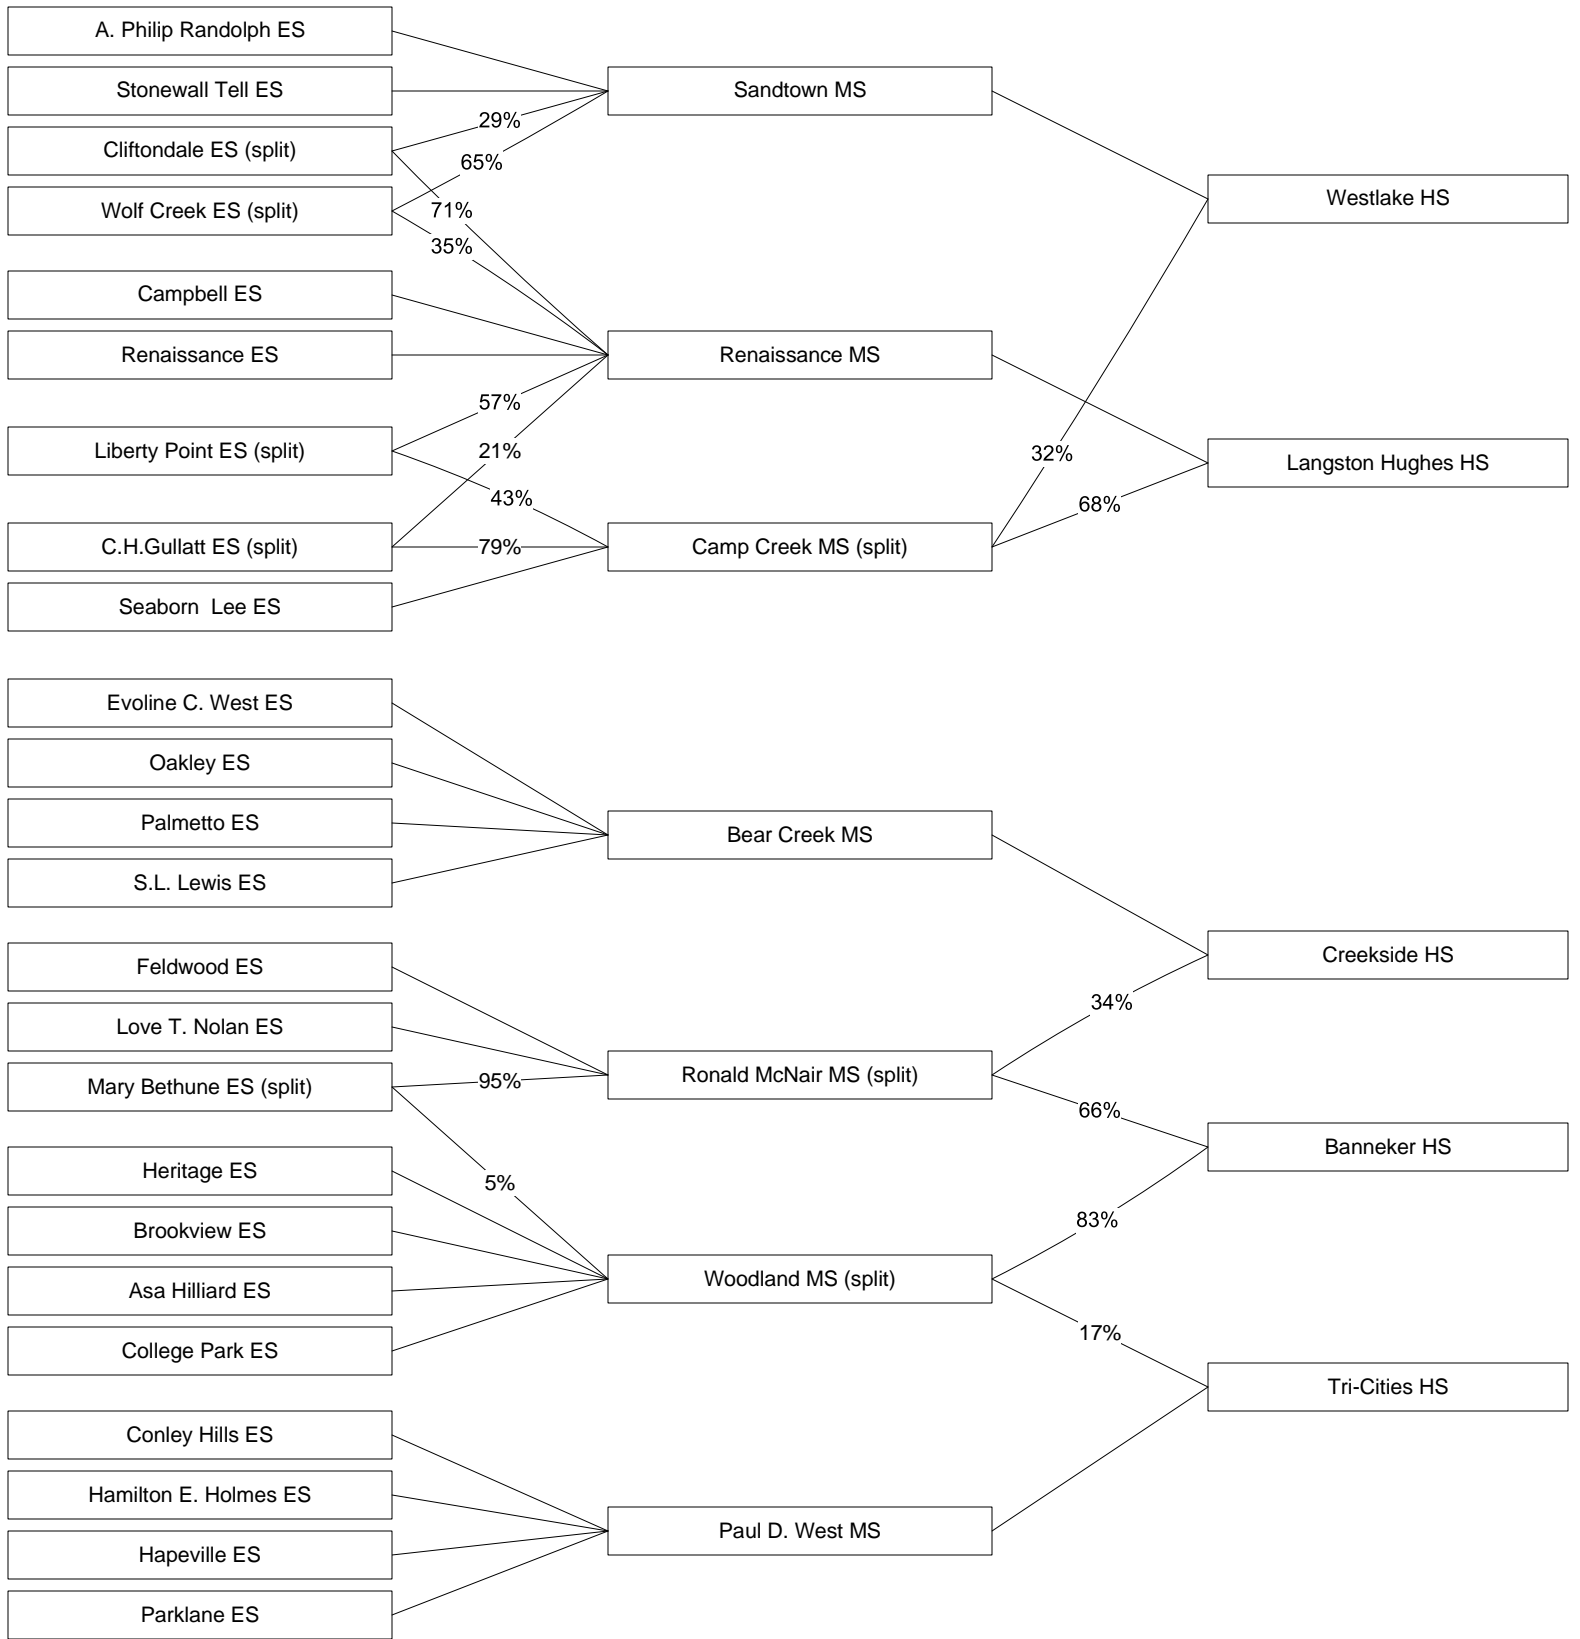 A. Philip Randolph ES
Stonewall Tell ES
Sandtown MS
29%
Cliftondale ES (split)
65%
Wolf Creek ES (split)
71%
Westlake HS
35%
Campbell ES
Renaissance ES
Renaissance MS
57%
Liberty Point ES (split)
21%
32%
Langston Hughes HS
43%
68%
C.H.Gullatt ES (split)
79%
Camp Creek MS (split)
Seaborn  Lee ES
Evoline C. West ES
Oakley ES
Palmetto ES
Bear Creek MS
S.L. Lewis ES
Feldwood ES
Creekside HS
34%
Love T. Nolan ES
Mary Bethune ES (split)
95%
Ronald McNair MS (split)
66%
Banneker HS
Heritage ES
5%
83%
Brookview ES
Asa Hilliard ES
Woodland MS (split)
17%
College Park ES
Tri-Cities HS
Conley Hills ES
Hamilton E. Holmes ES
Paul D. West MS
Hapeville ES
Parklane ES